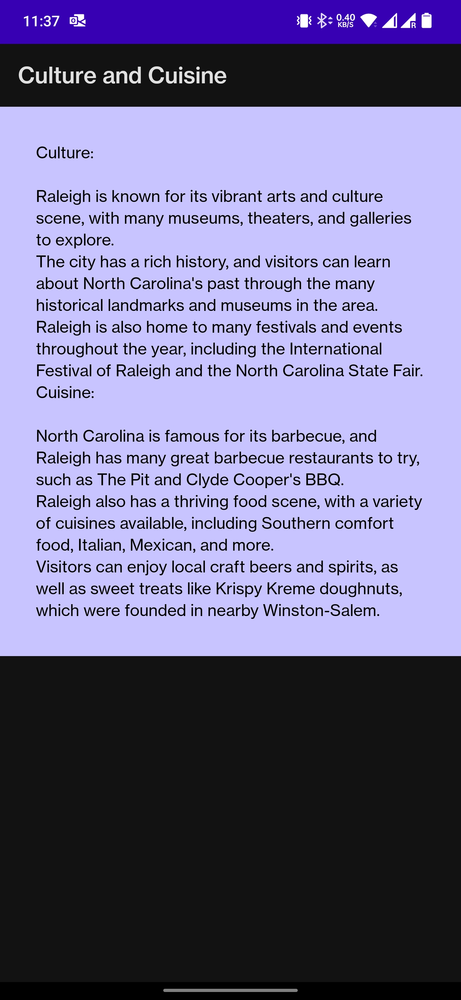 11:37
0.40
KB/S
R
Culture and Cuisine
Culture:
Raleigh is known for its vibrant arts and culture
scene, with many museums, theaters, and galleries
to explore.
The city has a rich history, and visitors can learn
about North Carolina's past through the many
historical landmarks and museums in the area.
Raleigh is also home to many festivals and events
throughout the year, including the International
Festival of Raleigh and the North Carolina State Fair.
Cuisine:
North Carolina is famous for its barbecue, and
Raleigh has many great barbecue restaurants to try,
such as The Pit and Clyde Cooper's BBQ.
Raleigh also has a thriving food scene, with a variety
of cuisines available, including Southern comfort
food, Italian, Mexican, and more.
Visitors can enjoy local craft beers and spirits, as
well as sweet treats like Krispy Kreme doughnuts,
which were founded in nearby Winston-Salem.